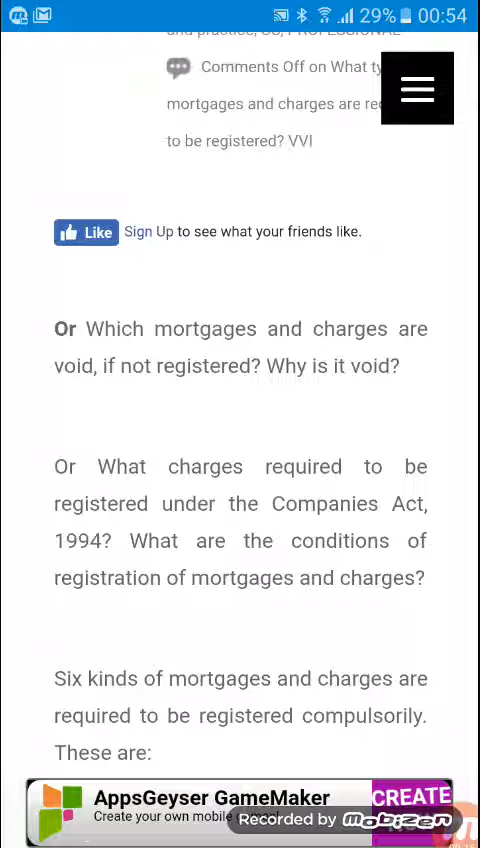 29% 00:54
and practice, CS, PROFESSIONAL
Comments Off on What ty
mortgages and charges are re
to be registered? VVI
Like Sign Up to see what your friends like.
Or Which mortgages and charges are
void, if not registered? Why is it void?
Or What charges required to be
registered under the Companies Act,
1994? What are the conditions of
registration of mortgages and charges?
Six kinds of mortgages and charges are
required to be registered compulsorily.
These are:
AppsGeyser GameMaker
CREATE
Create your own mobile
Recorded by mobizen